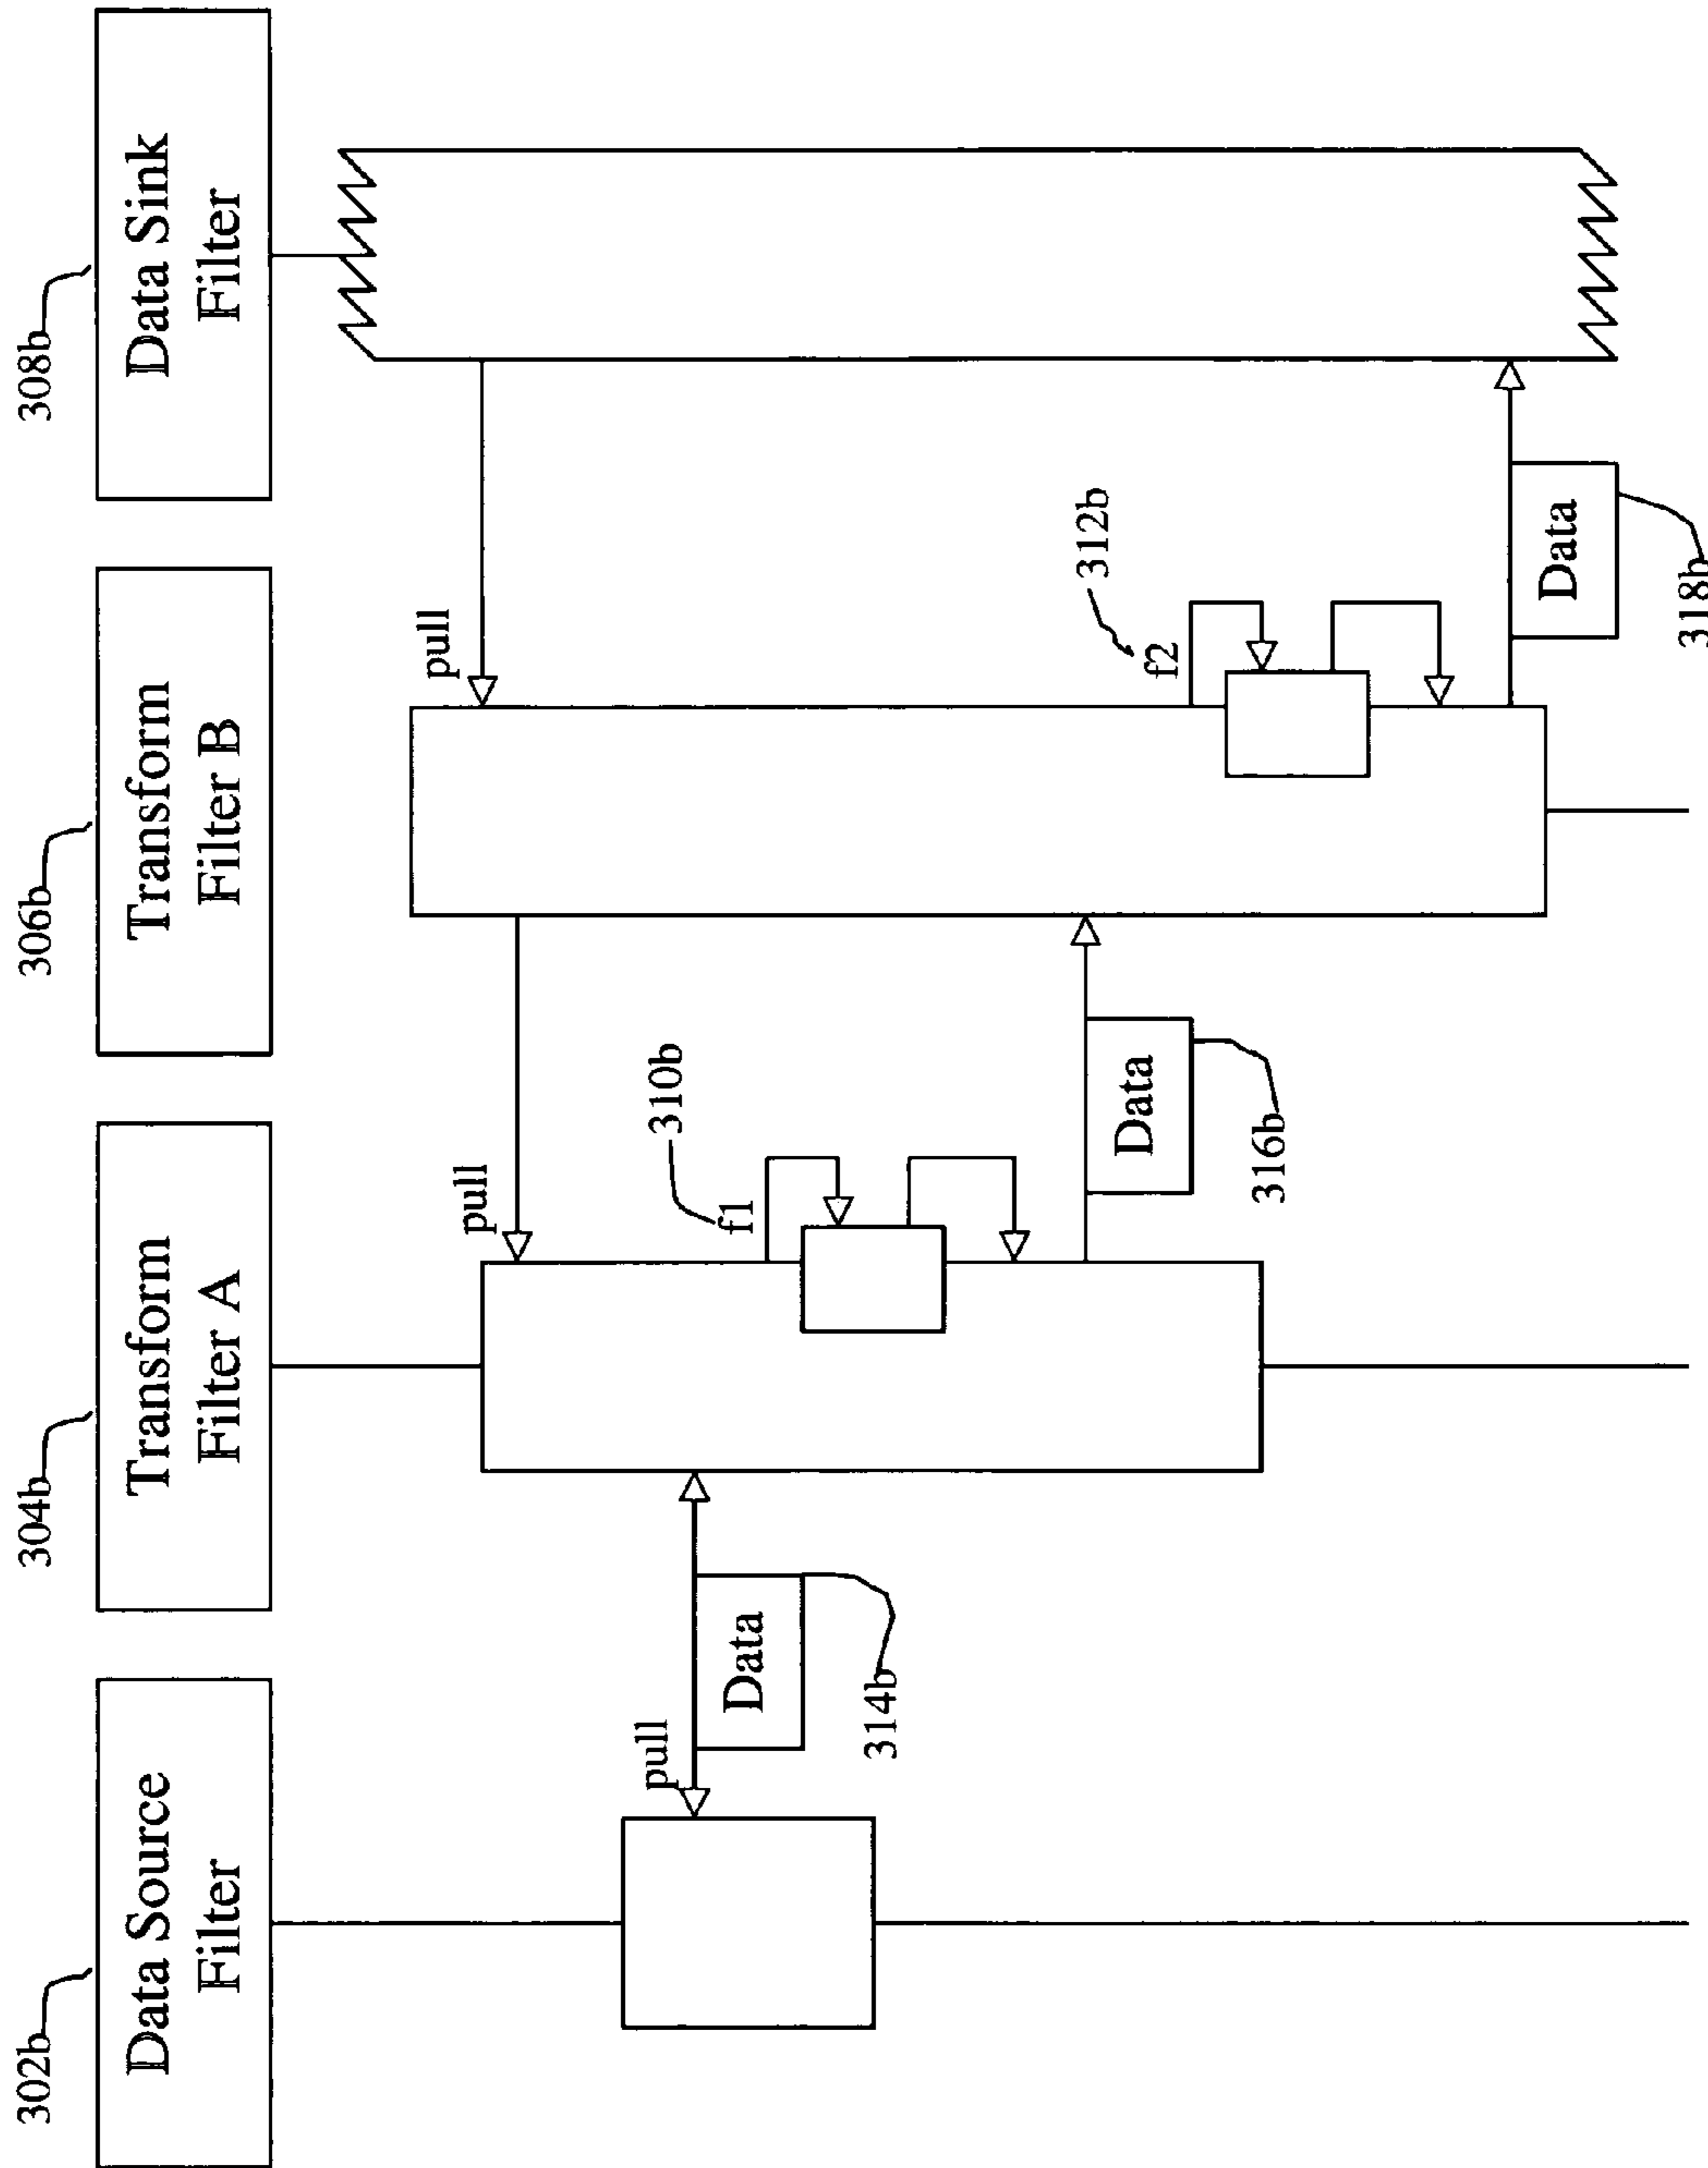 302b
304b
306b
308b
Data Source
Filter
Transform
Filter A
Transform
Filter B
Data Sink
Filter
pull
pull
pull
Data
314b
f1
310b
Data
316b
f2
312b
Data
318b